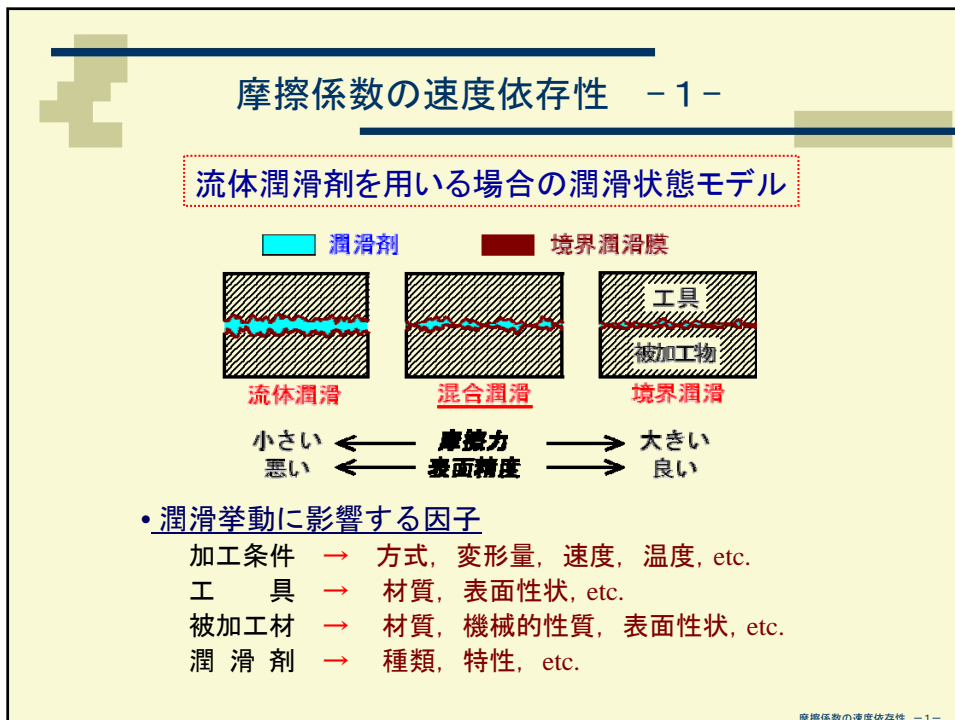 摩擦係数の速度依存性　－１－
流体潤滑剤を用いる場合の潤滑状態モデル
潤滑剤　境界潤滑膜
工具
被加工物
流体潤滑　混合潤滑　境界潤滑
小さい　摩擦力　大きい
悪い　表面精度　良い
• 潤滑挙動に影響する因子
加工条件　→　方式，変形量，速度，温度, etc.
工　具　→　材質，表面性状, etc.
被加工材　→　材質，機械的性質，表面性状, etc.
潤 滑 剤　→　種類，特性，etc.
摩擦係数の速度依存性　－1－